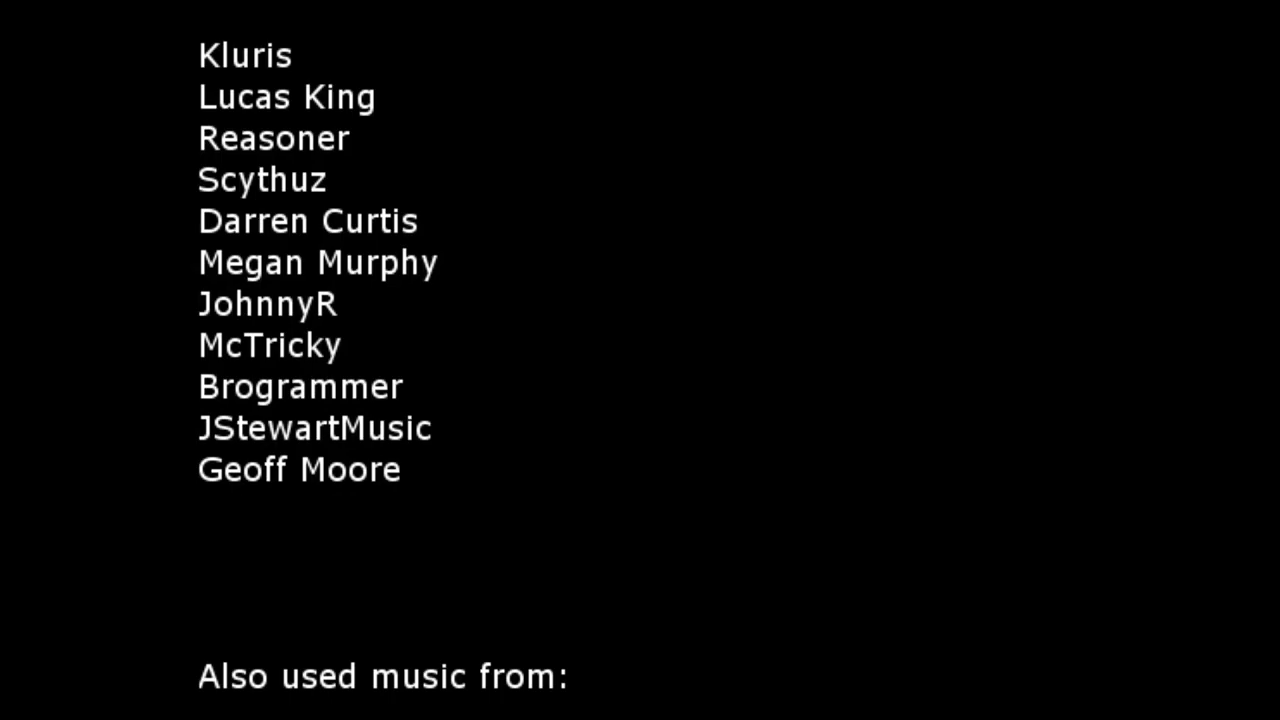 Kluris
Lucas King
Reasoner
Scythuz
Darren Curtis
Megan Murphy
JohnnyR
McTricky
Brogrammer
JStewartMusic
Geoff Moore
Also used music from: